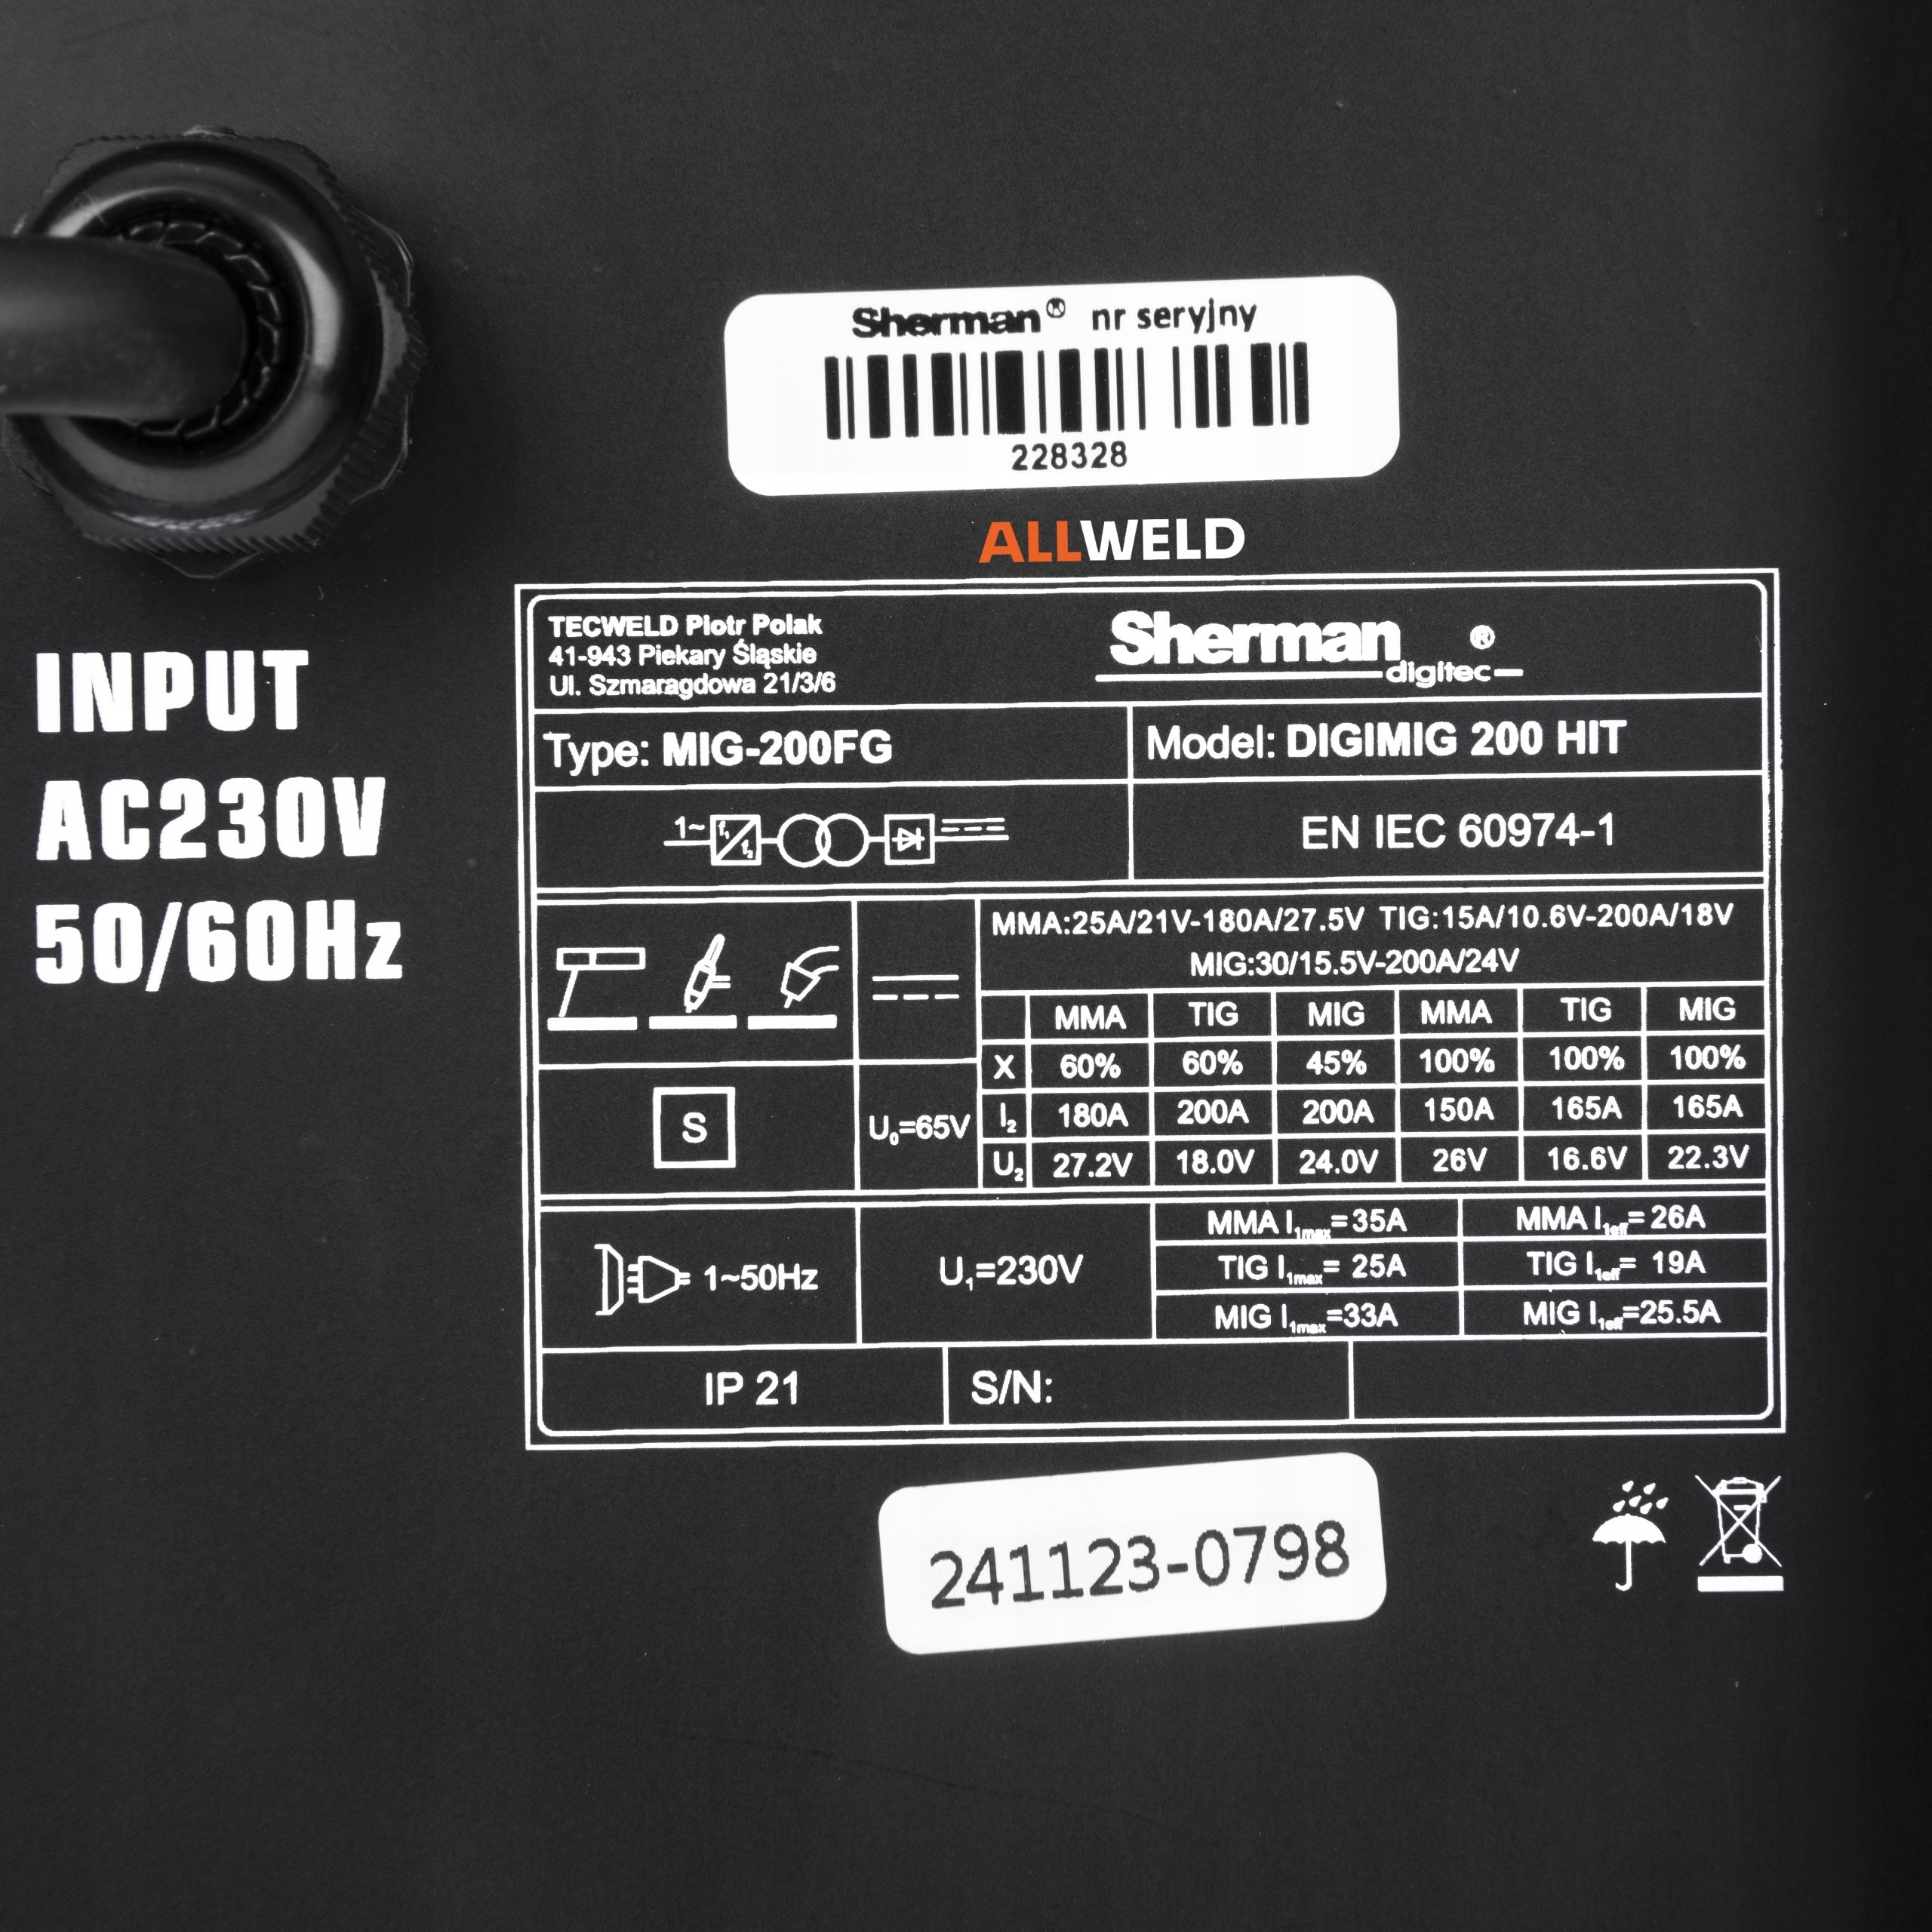 Sherman® nr seryjny
228328
ALLWELD
INPUT
AC230V
50/60Hz
TECWELD Piotr Polak
41-943 Piekary Śląskie
Ul. Szmaragdowa 21/3/6
Sherman®
digitec
Type: MIG-200FG
Model: DIGIMIG 200 HIT
1~ f₁ f₂
EN IEC 60974-1
MMA:25A/21V-180A/27.5V TIG:15A/10.6V-200A/18V
MIG:30/15.5V-200A/24V
MMA TIG MIG MMA TIG MIG
X 60% 60% 45% 100% 100% 100%
S
U₀=65V
I₂ 180A 200A 200A 150A 165A 165A
U₂ 27.2V 18.0V 24.0V 26V 16.6V 22.3V
1~50Hz
U₁=230V
MMA I₁max=35A MMA I₁eff=26A
TIG I₁max= 25A TIG I₁eff= 19A
MIG I₁max=33A MIG I₁eff=25.5A
IP 21
S/N:
241123-0798